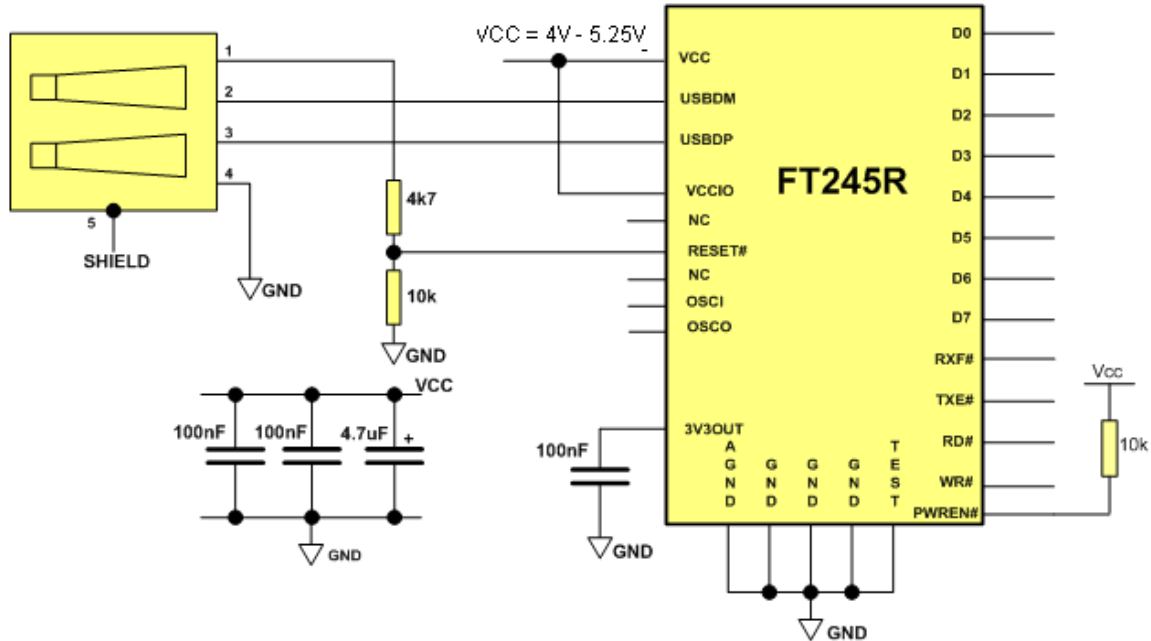 VCC = 4V - 5.25V
1
2
3
4
5
SHIELD
GND
4k7
10k
GND
VCC
100nF
100nF
4.7uF
+
GND
100nF
GND
FT245R
VCC
USBDM
USBDP
VCCIO
NC
RESET#
NC
OSCI
OSCO
3V3OUT
AGND
GND
GND
GND
TEST
GND
D0
D1
D2
D3
D4
D5
D6
D7
RXF#
TXE#
RD#
WR#
PWREN#
Vcc
10k